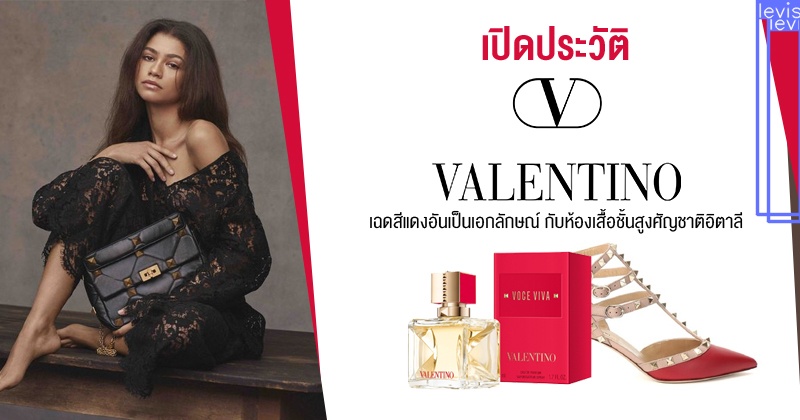 levis
levi
เปิดประวัติ
V
VALENTINO
เฉดสีแดงอันเป็นเอกลักษณ์ กับห้องเสื้อชั้นสูงสัญชาติอิตาลี
VOCE VIVA
VALENTINO
VALENTINO